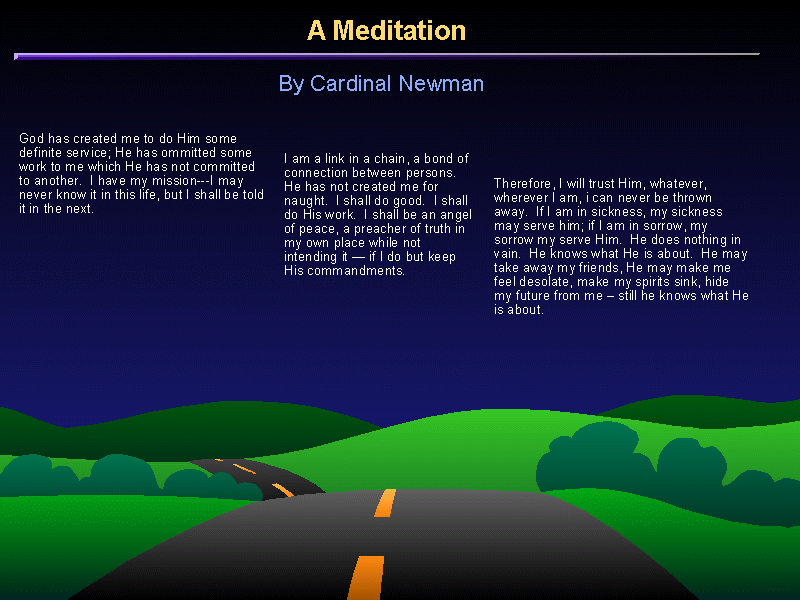 A Meditation
By Cardinal Newman
God has created me to do Him some
definite service; He has ommitted some
work to me which He has not committed
to another.  I have my mission---I may
never know it in this life, but I shall be told
it in the next.
I am a link in a chain, a bond of
connection between persons.
He has not created me for
naught.  I shall do good.  I shall
do His work.  I shall be an angel
of peace, a preacher of truth in
my own place while not
intending it — if I do but keep
His commandments.
Therefore, I will trust Him, whatever,
wherever I am, i can never be thrown
away.  If I am in sickness, my sickness
may serve him; if I am in sorrow, my
sorrow my serve Him.  He does nothing in
vain.  He knows what He is about.  He may
take away my friends, He may make me
feel desolate, make my spirits sink, hide
my future from me – still he knows what He
is about.